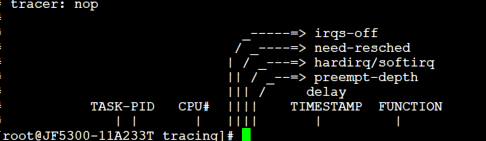 # tracer: nop
#
#                              _-----=> irqs-off
#                             / _----=> need-resched
#                            | / _---=> hardirq/softirq
#                            || / _--=> preempt-depth
#                            ||| /     delay
#           TASK-PID   CPU#  ||||    TIMESTAMP  FUNCTION
#              | |       |   ||||       |         |
[root@JF5300-11A233T tracing]#